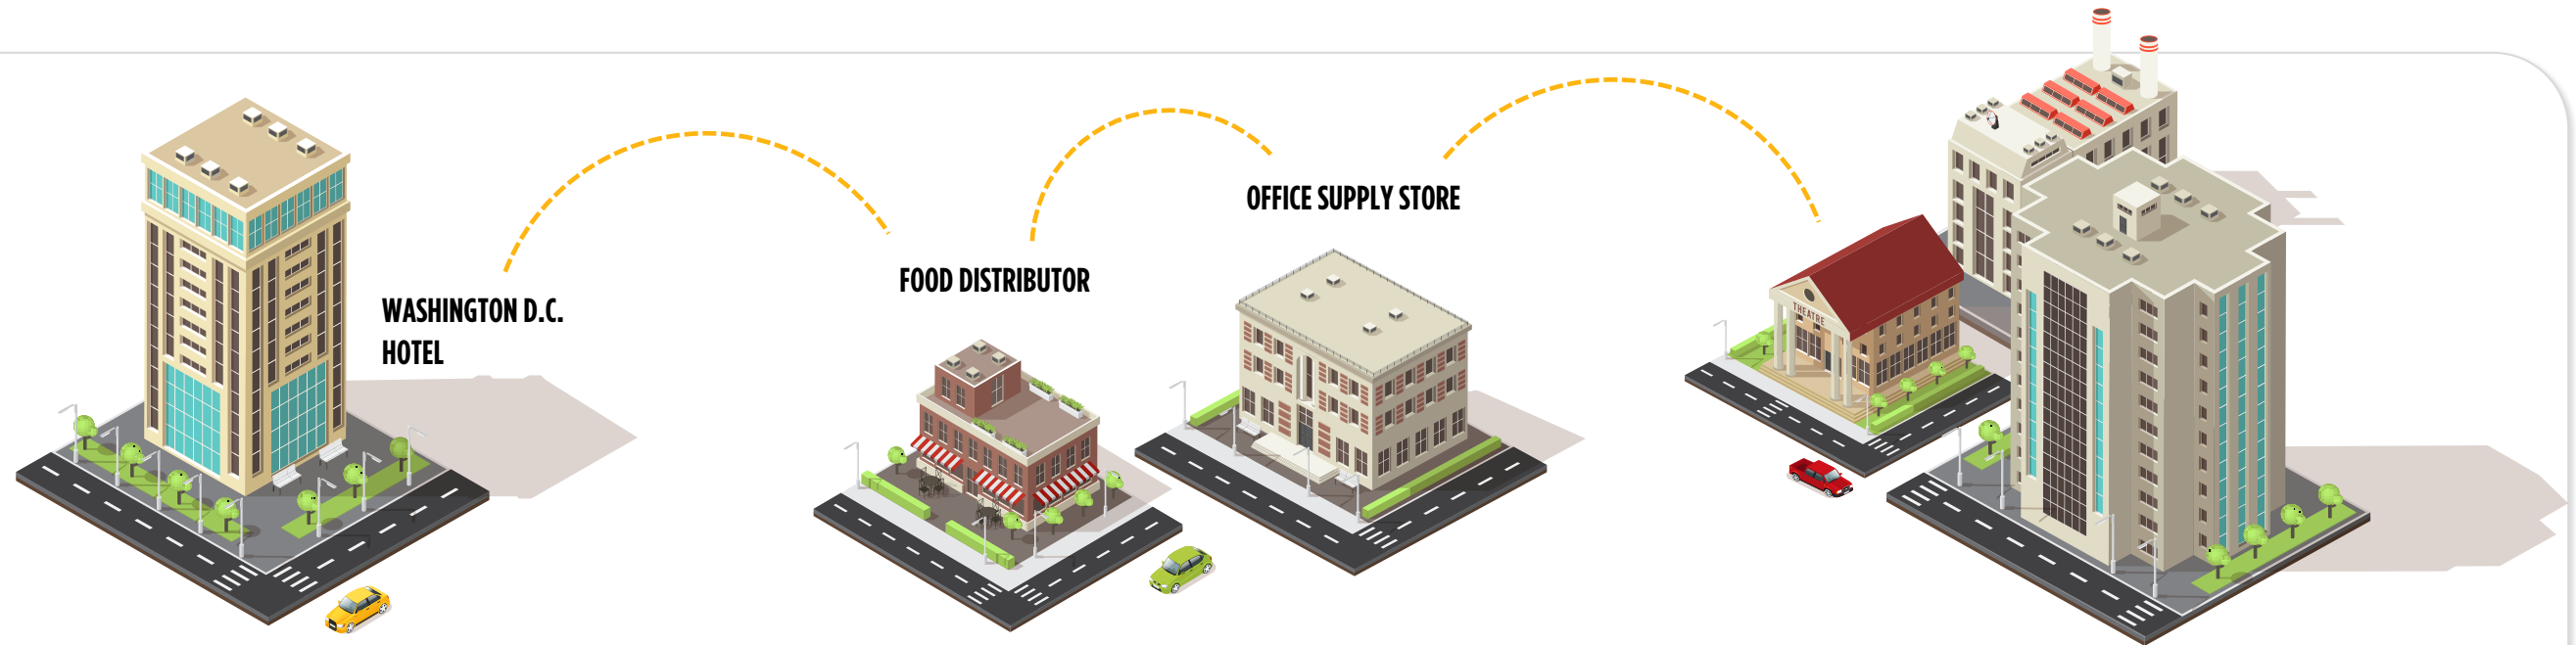 WASHINGTON D.C.
HOTEL
FOOD DISTRIBUTOR
OFFICE SUPPLY STORE
THEATRE